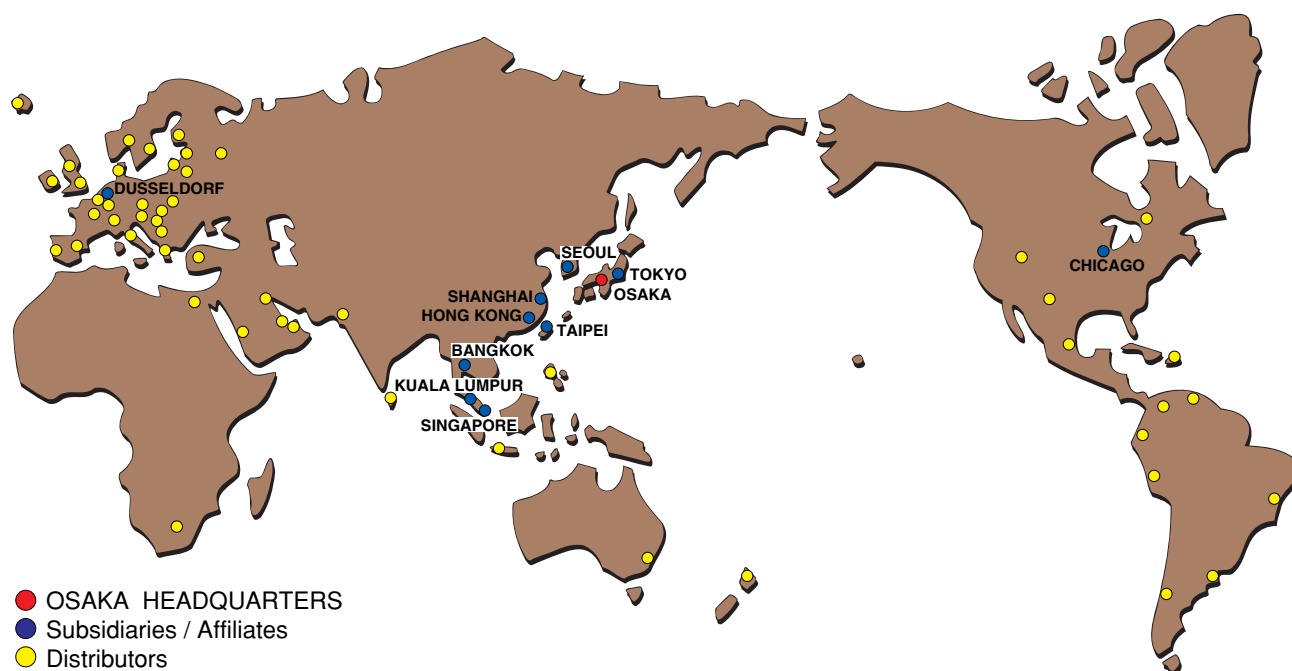 DUSSELDORF
SEOUL
TOKYO
CHICAGO
OSAKA
SHANGHAI
HONG KONG
TAIPEI
BANGKOK
KUALA LUMPUR
SINGAPORE
OSAKA HEADQUARTERS
Subsidiaries / Affiliates
Distributors